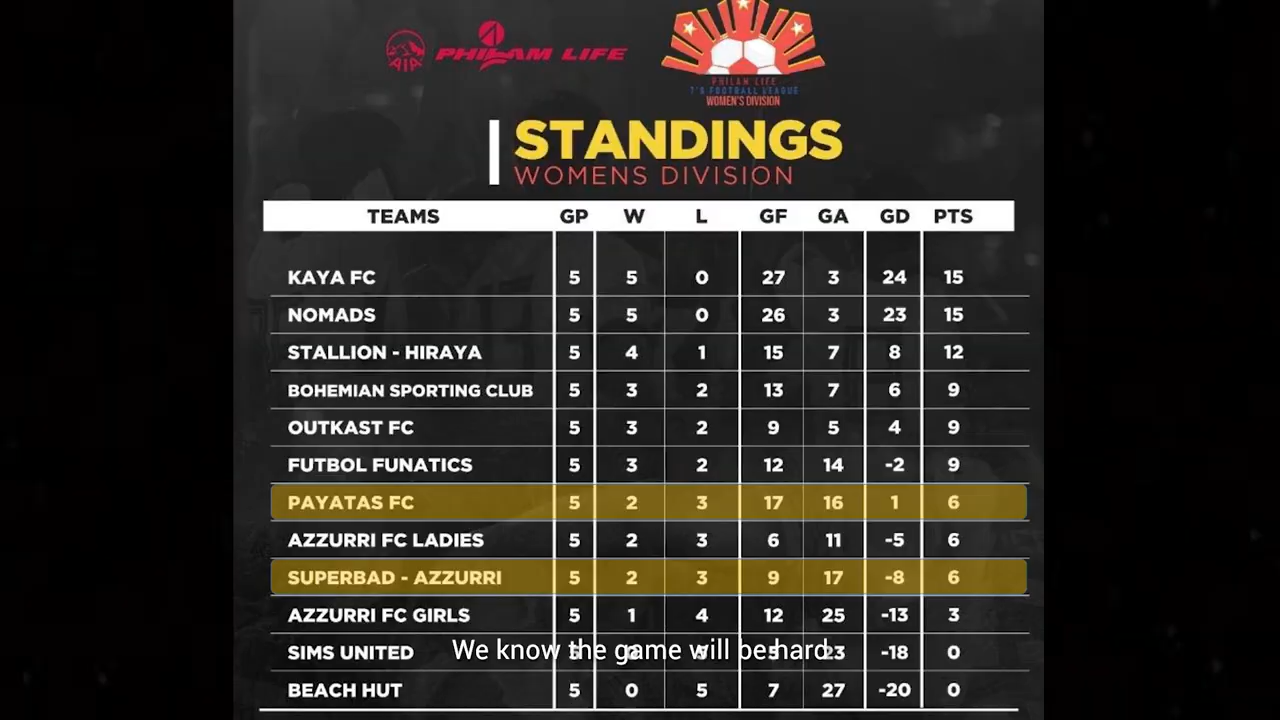 AIA PHILAM LIFE
PHILAM LIFE
7'S FOOTBALL LEAGUE
WOMEN'S DIVISION
STANDINGS
WOMENS DIVISION
TEAMS GP W L GF GA GD PTS
KAYA FC 5 5 0 27 3 24 15
NOMADS 5 5 0 26 3 23 15
STALLION - HIRAYA 5 4 1 15 7 8 12
BOHEMIAN SPORTING CLUB 5 3 2 13 7 6 9
OUTKAST FC 5 3 2 9 5 4 9
FUTBOL FUNATICS 5 3 2 12 14 -2 9
PAYATAS FC 5 2 3 17 16 1 6
AZZURRI FC LADIES 5 2 3 6 11 -5 6
SUPERBAD - AZZURRI 5 2 3 9 17 -8 6
AZZURRI FC GIRLS 5 1 4 12 25 -13 3
SIMS UNITED 5 0 5 5 23 -18 0
We know the game will be hard
BEACH HUT 5 0 5 7 27 -20 0